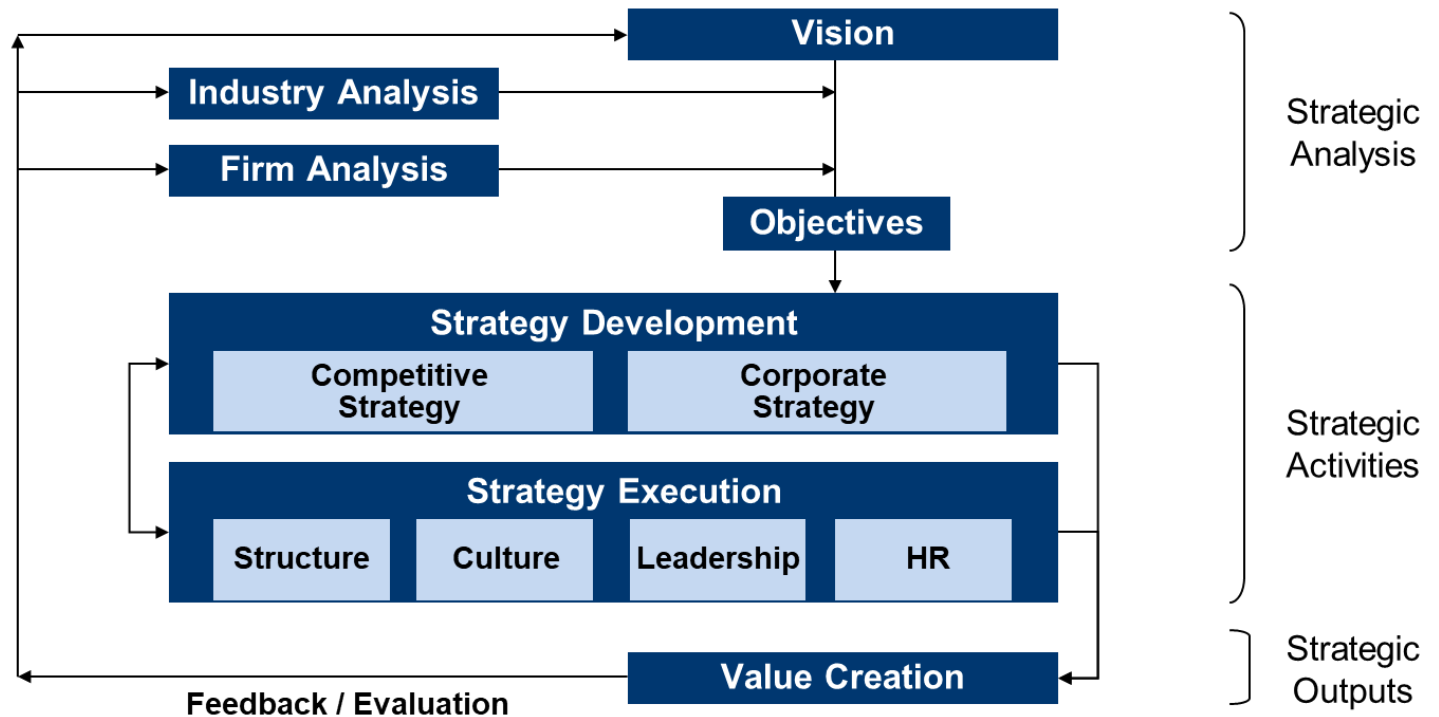 Vision
Industry Analysis
Firm Analysis
Objectives
Strategic
Analysis
Strategy Development
Competitive
Strategy
Corporate
Strategy
Strategy Execution
Structure
Culture
Leadership
HR
Strategic
Activities
Value Creation
Feedback / Evaluation
Strategic
Outputs